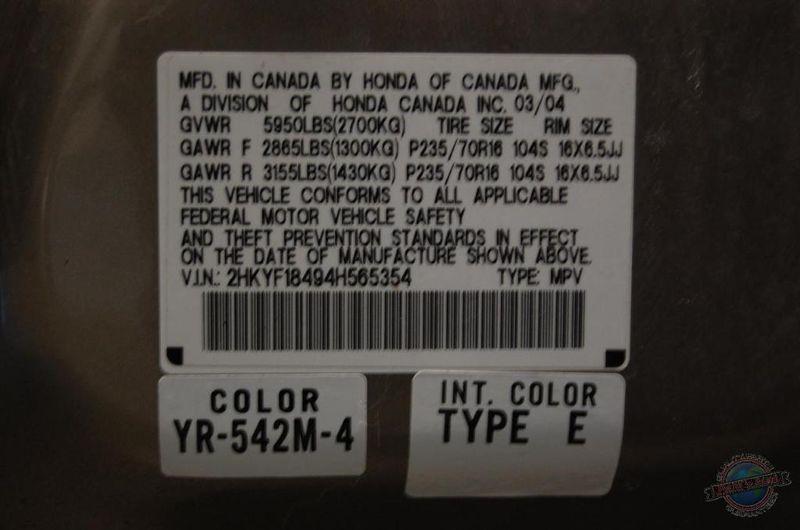 MFD. IN CANADA BY HONDA OF CANADA MFG.,
A DIVISION OF HONDA CANADA INC. 03/04
GVWR 5950LBS(2700KG) TIRE SIZE RIM SIZE
GAWR F 2865LBS(1300KG) P235/70R16 104S 16X6.5JJ
GAWR R 3155LBS(1430KG) P235/70R16 104S 16X6.5JJ
THIS VEHICLE CONFORMS TO ALL APPLICABLE
FEDERAL MOTOR VEHICLE SAFETY
AND THEFT PREVENTION STANDARDS IN EFFECT
ON THE DATE OF MANUFACTURE SHOWN ABOVE.
V.I.N.: 2HKYF18494H565354 TYPE: MPV
COLOR
YR-542M-4
INT. COLOR
TYPE E